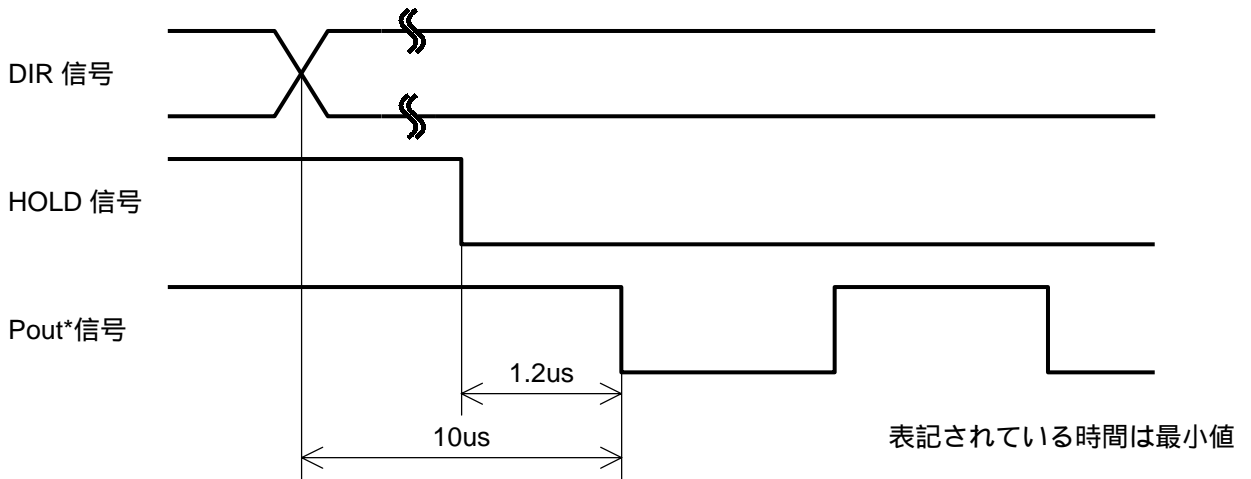 DIR 信号
HOLD 信号
Pout*信号
1.2us
10us
表記されている時間は最小値